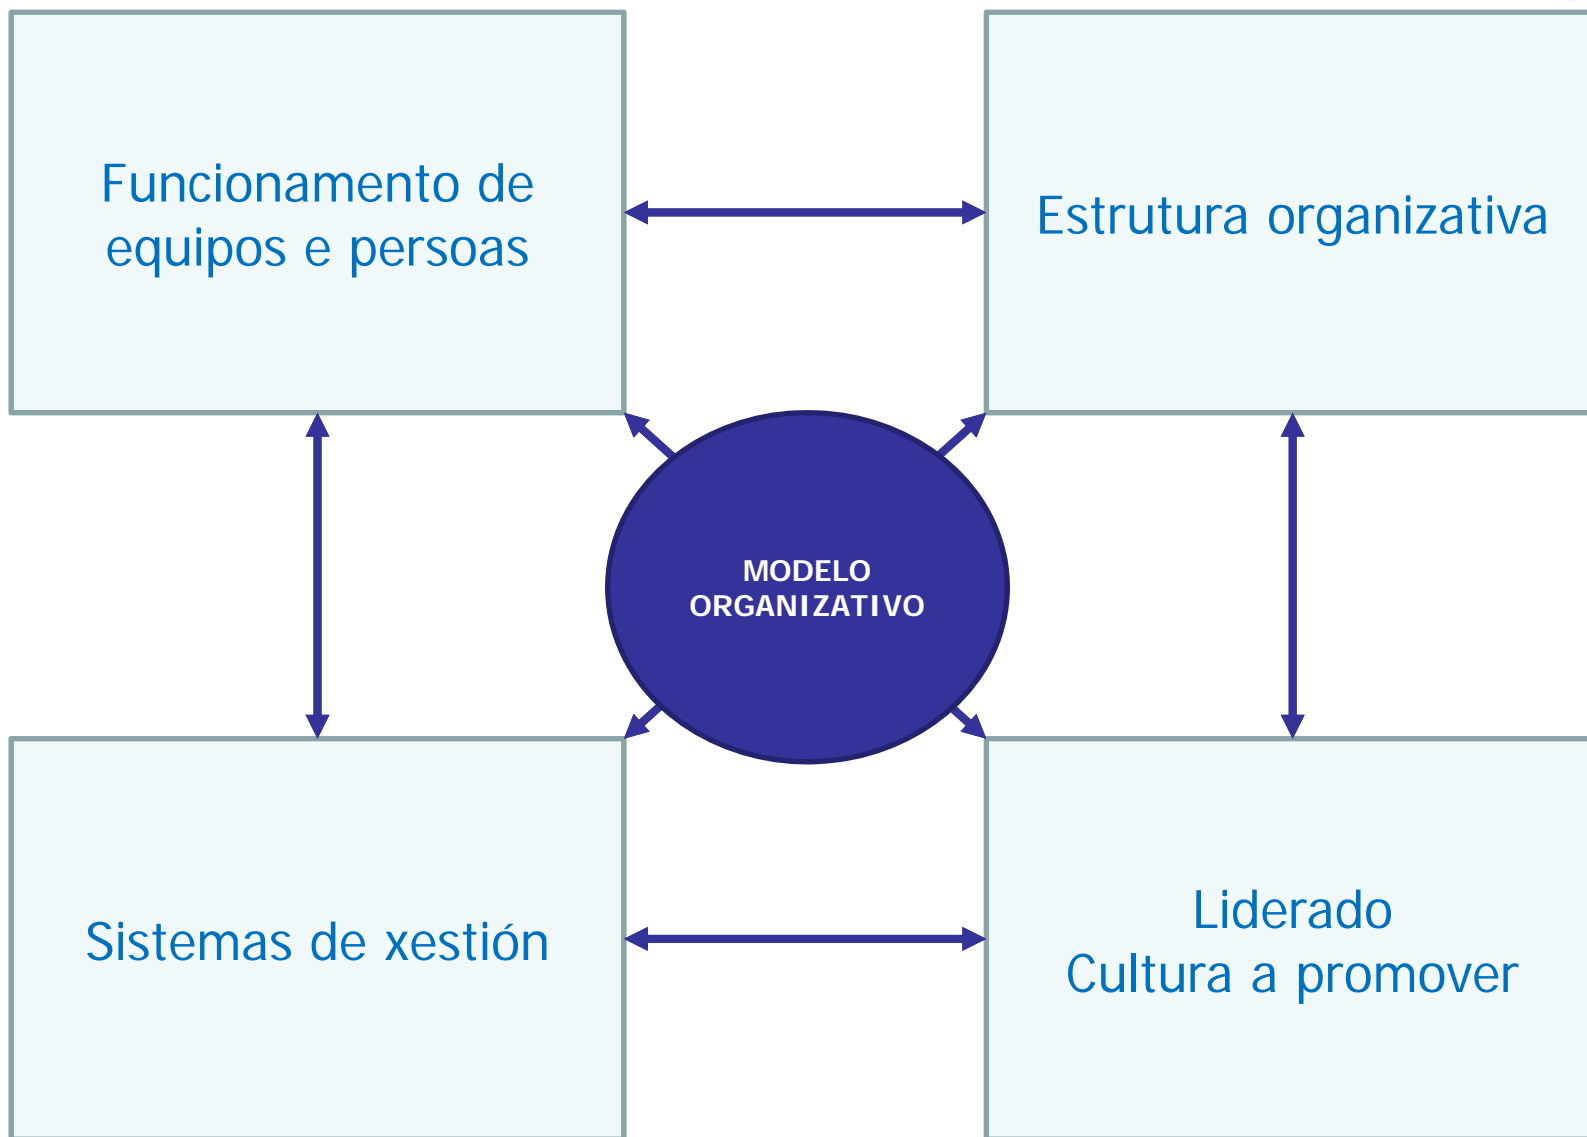 Funcionamento de
equipos e persoas
Estrutura organizativa
MODELO
ORGANIZATIVO
Sistemas de xestión
Liderado
Cultura a promover